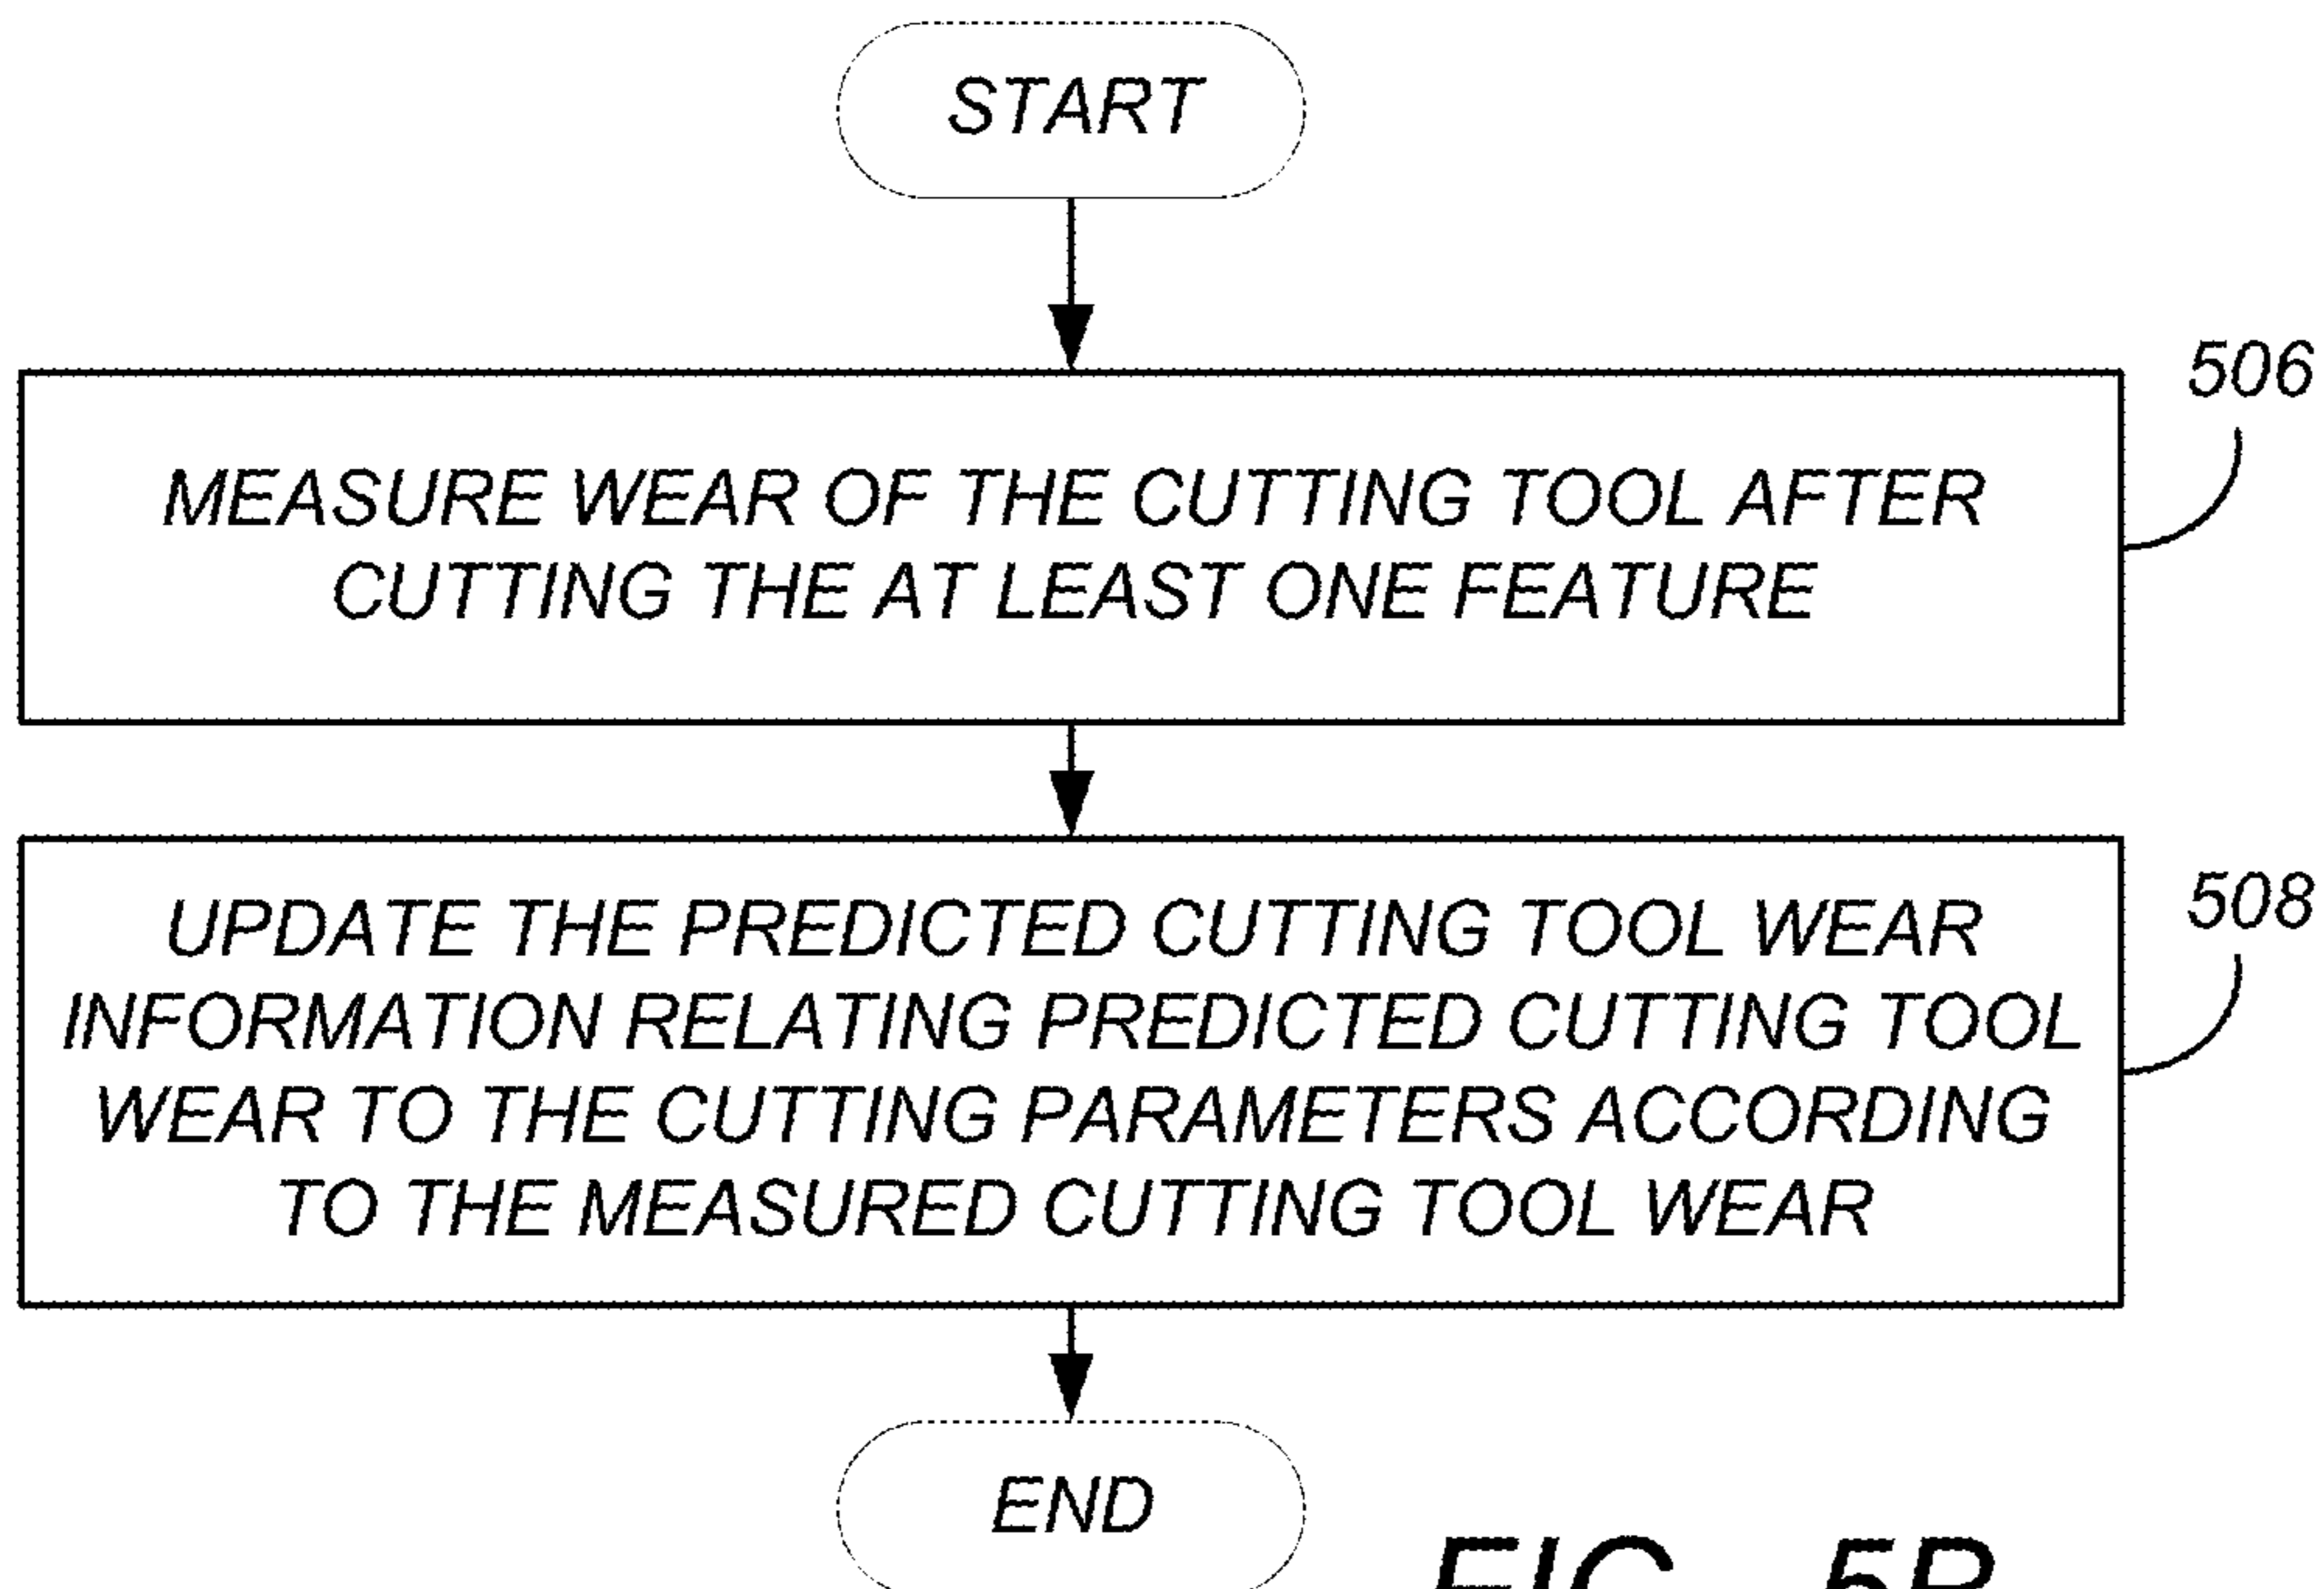 START
506
MEASURE WEAR OF THE CUTTING TOOL AFTER
CUTTING THE AT LEAST ONE FEATURE
508
UPDATE THE PREDICTED CUTTING TOOL WEAR
INFORMATION RELATING PREDICTED CUTTING TOOL
WEAR TO THE CUTTING PARAMETERS ACCORDING
TO THE MEASURED CUTTING TOOL WEAR
END
FIG. 5B